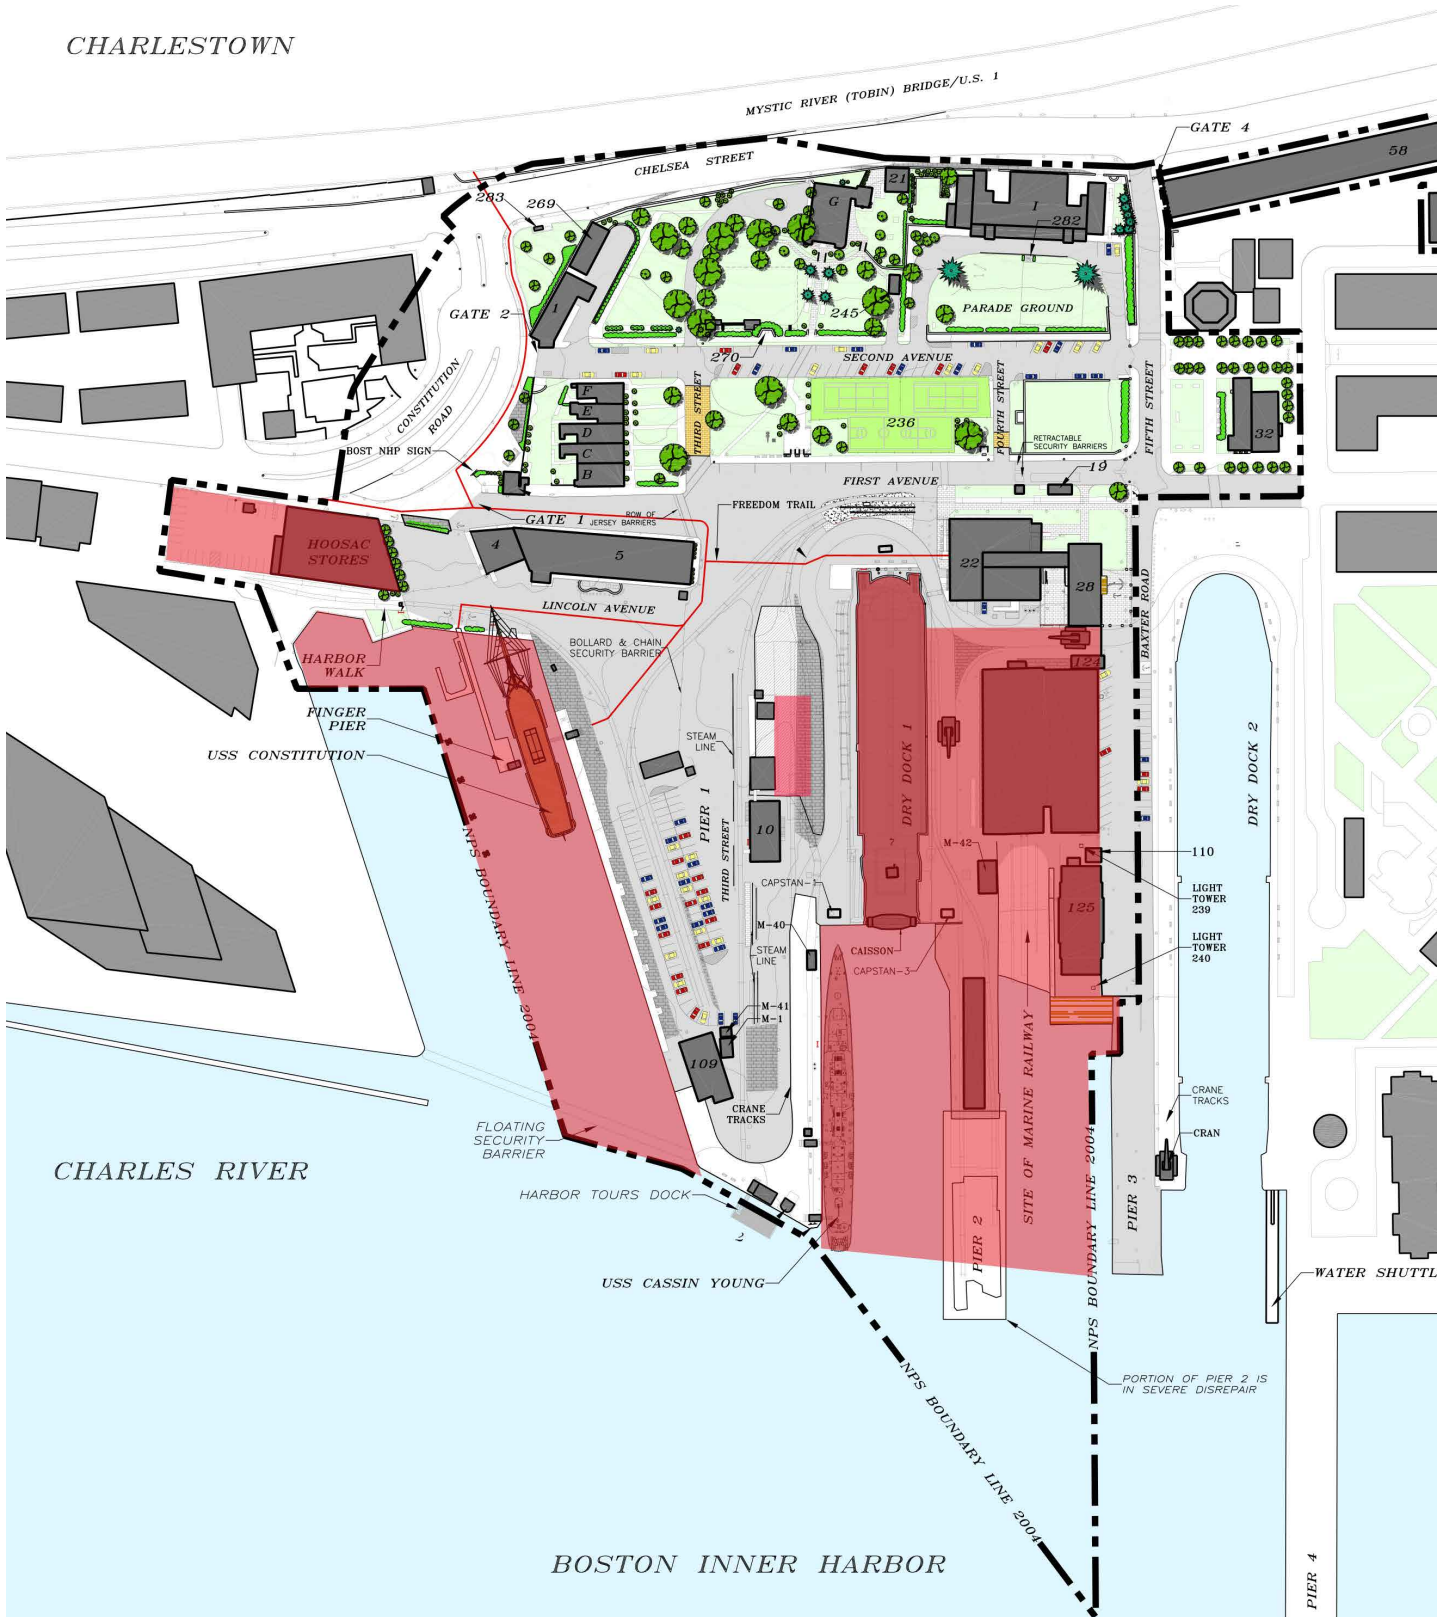 CHARLESTOWN
MYSTIC RIVER (TOBIN) BRIDGE/U.S. 1
GATE 4
58
CHELSEA STREET
283
269
21
G
I
282
1
GATE 2
245
PARADE GROUND
270
SECOND AVENUE
CONSTITUTION
ROAD
F
E
D
C
B
THIRD STREET
236
FOURTH STREET
FIFTH STREET
32
RETRACTABLE
SECURITY BARRIERS
BOST NHP SIGN
19
FIRST AVENUE
FREEDOM TRAIL
GATE 1
ROW OF
JERSEY BARRIERS
HOOSAC
STORES
4
5
22
28
LINCOLN AVENUE
BAXTER ROAD
BOLLARD & CHAIN
SECURITY BARRIER
HARBOR
WALK
124
FINGER
PIER
USS CONSTITUTION
STEAM
LINE
DRY DOCK 1
DRY DOCK 2
PIER 1
THIRD STREET
10
7
M-42
110
CAPSTAN-1
LIGHT
TOWER
239
125
M-40
CAISSON
CAPSTAN-3
LIGHT
TOWER
240
STEAM
LINE
NPS BOUNDARY LINE 2004
M-41
M-1
109
1
SITE OF MARINE RAILWAY
CRANE
TRACKS
CRANE
TRACKS
FLOATING
SECURITY
BARRIER
CRAN
CHARLES RIVER
HARBOR TOURS DOCK
2
PIER 2
NPS BOUNDARY LINE 2004
PIER 3
USS CASSIN YOUNG
WATER SHUTTL
PORTION OF PIER 2 IS
IN SEVERE DISREPAIR
NPS BOUNDARY LINE 2004
BOSTON INNER HARBOR
PIER 4